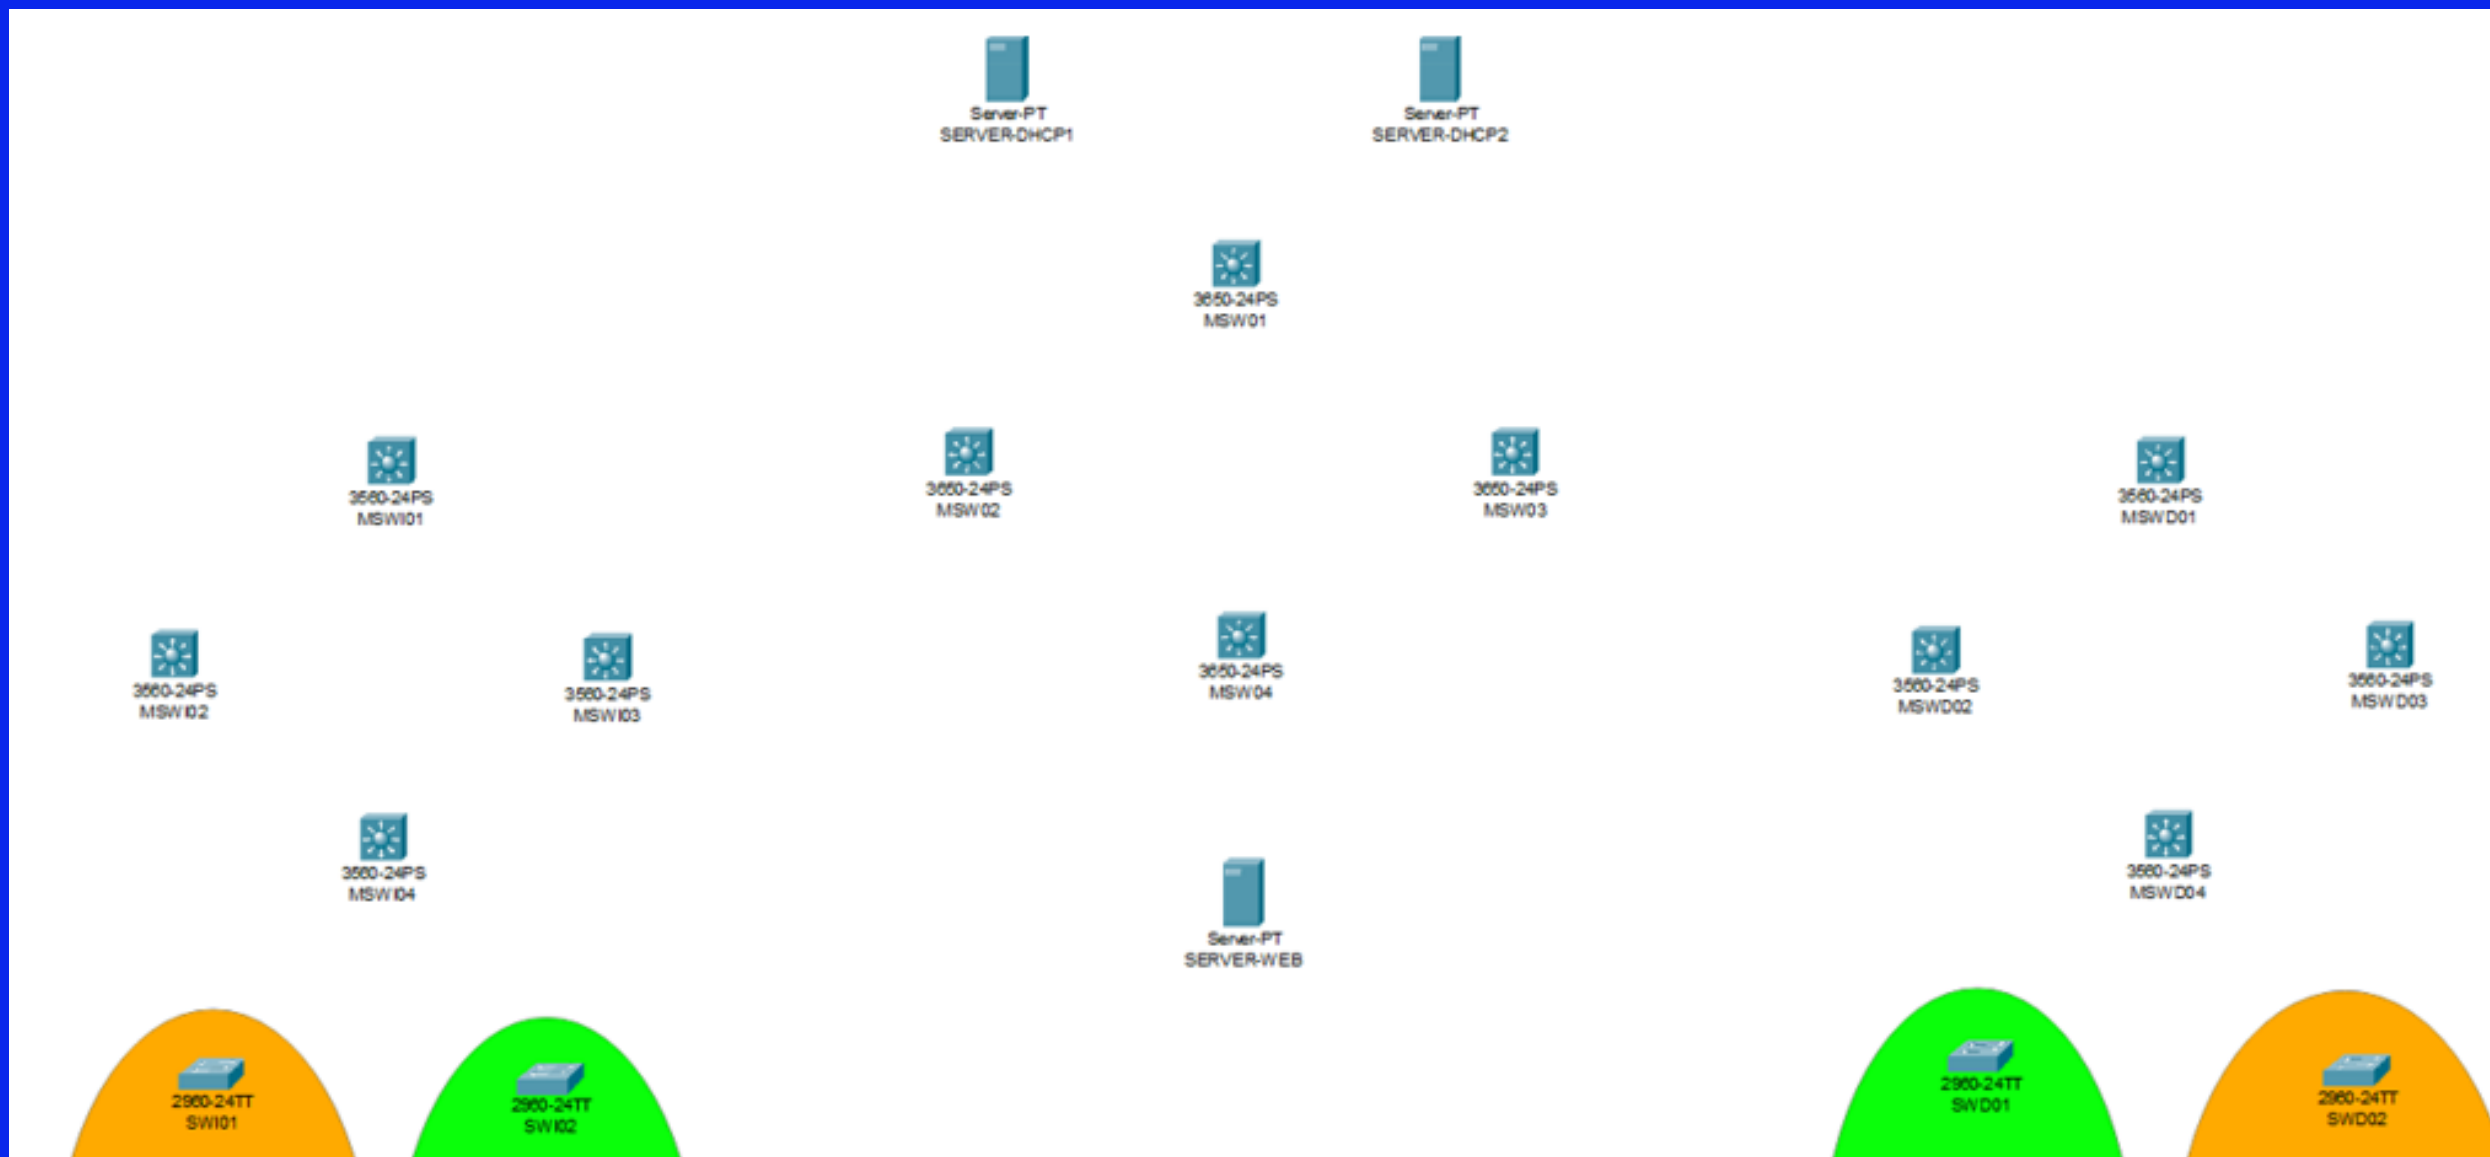 Server-PT
SERVER-DHCP1
Server-PT
SERVER-DHCP2
3650-24PS
MSW01
3560-24PS
MSWI01
3650-24PS
MSW02
3650-24PS
MSW03
3560-24PS
MSWD01
3560-24PS
MSWI02
3560-24PS
MSWI03
3650-24PS
MSW04
3560-24PS
MSWD02
3560-24PS
MSWD03
3560-24PS
MSWI04
3560-24PS
MSWD04
Server-PT
SERVER-WEB
2960-24TT
SWI01
2960-24TT
SWI02
2960-24TT
SWD01
2960-24TT
SWD02